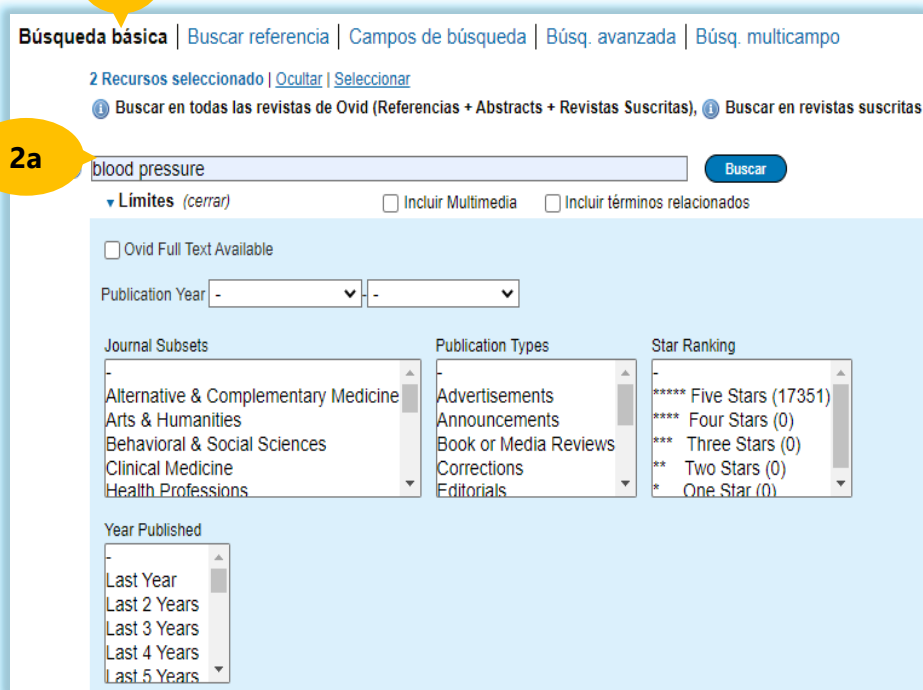 Búsqueda básica | Buscar referencia | Campos de búsqueda | Búsq. avanzada | Búsq. multicampo
2 Recursos seleccionado | Ocultar | Seleccionar
Buscar en todas las revistas de Ovid (Referencias + Abstracts + Revistas Suscritas), Buscar en revistas suscritas
2a
blood pressure
Buscar
Límites (cerrar)
Incluir Multimedia
Incluir términos relacionados
Ovid Full Text Available
Publication Year - - -
Journal Subsets
-
Alternative & Complementary Medicine
Arts & Humanities
Behavioral & Social Sciences
Clinical Medicine
Health Professions
Publication Types
-
Advertisements
Announcements
Book or Media Reviews
Corrections
Editorials
Star Ranking
-
***** Five Stars (17351)
**** Four Stars (0)
*** Three Stars (0)
** Two Stars (0)
* One Star (0)
Year Published
-
Last Year
Last 2 Years
Last 3 Years
Last 4 Years
Last 5 Years